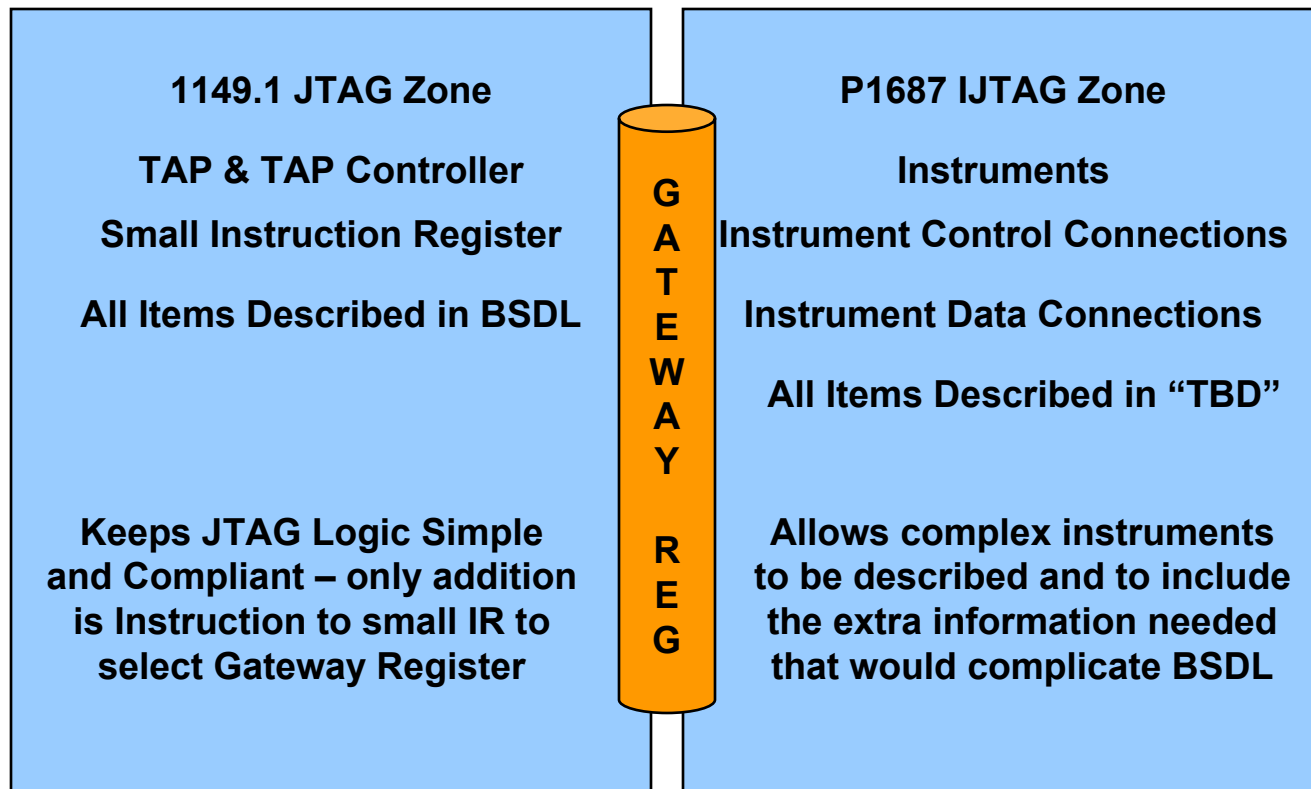 1149.1 JTAG Zone
TAP & TAP Controller
Small Instruction Register
All Items Described in BSDL
Keeps JTAG Logic Simple
and Compliant – only addition
is Instruction to small IR to
select Gateway Register
GATEWAY REG
P1687 IJTAG Zone
Instruments
Instrument Control Connections
Instrument Data Connections
All Items Described in “TBD”
Allows complex instruments
to be described and to include
the extra information needed
that would complicate BSDL